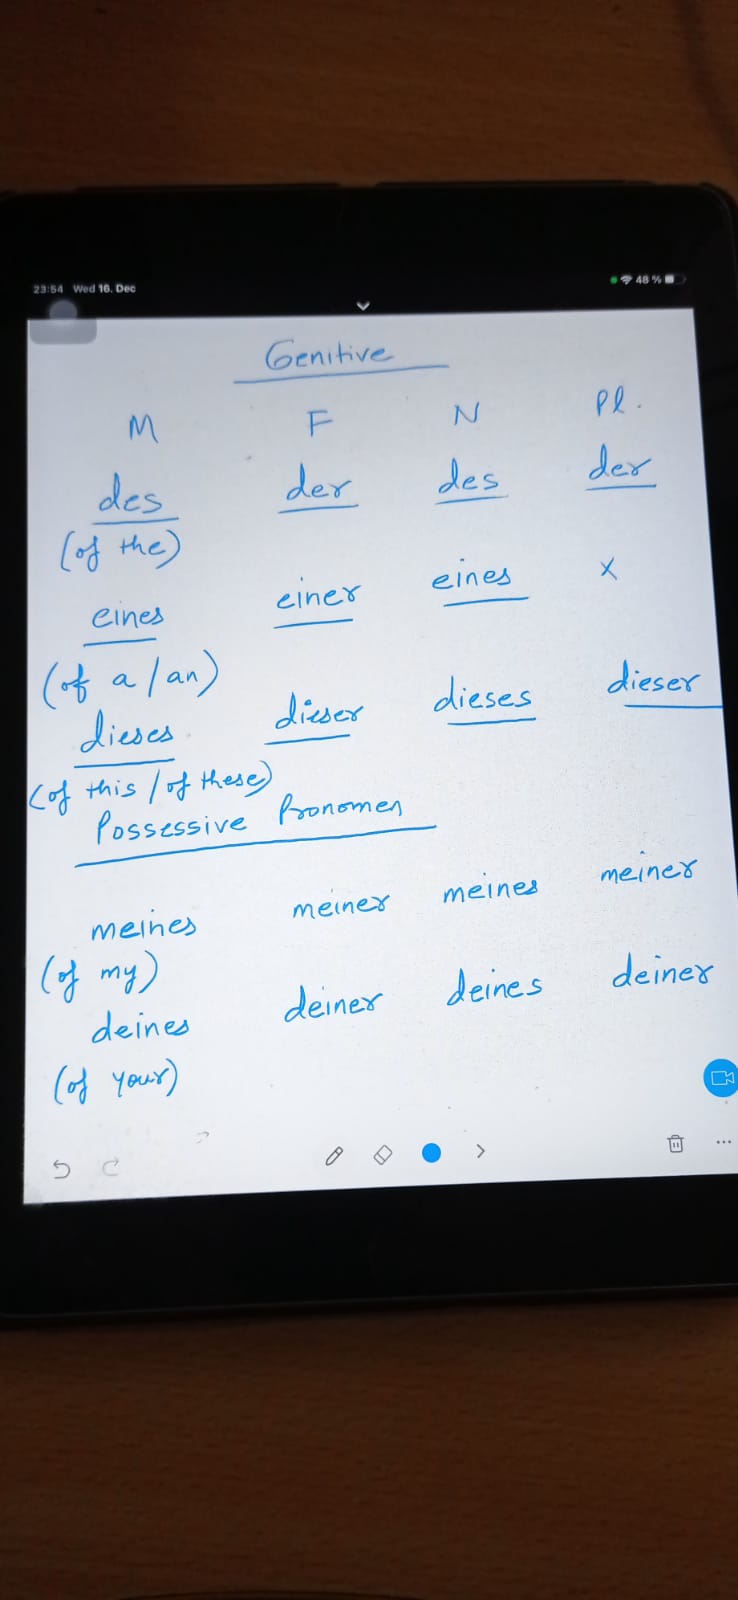 23:54 Wed 16. Dec 48 %
Genitive
M F N Pl.
des der des der
(of the)
eines einer eines x
(of a/an)
dieses dieser dieses dieser
(of this / of these)
Possessive Pronomen
meines meiner meines meiner
(of my)
deines deiner deines deiner
(of your)